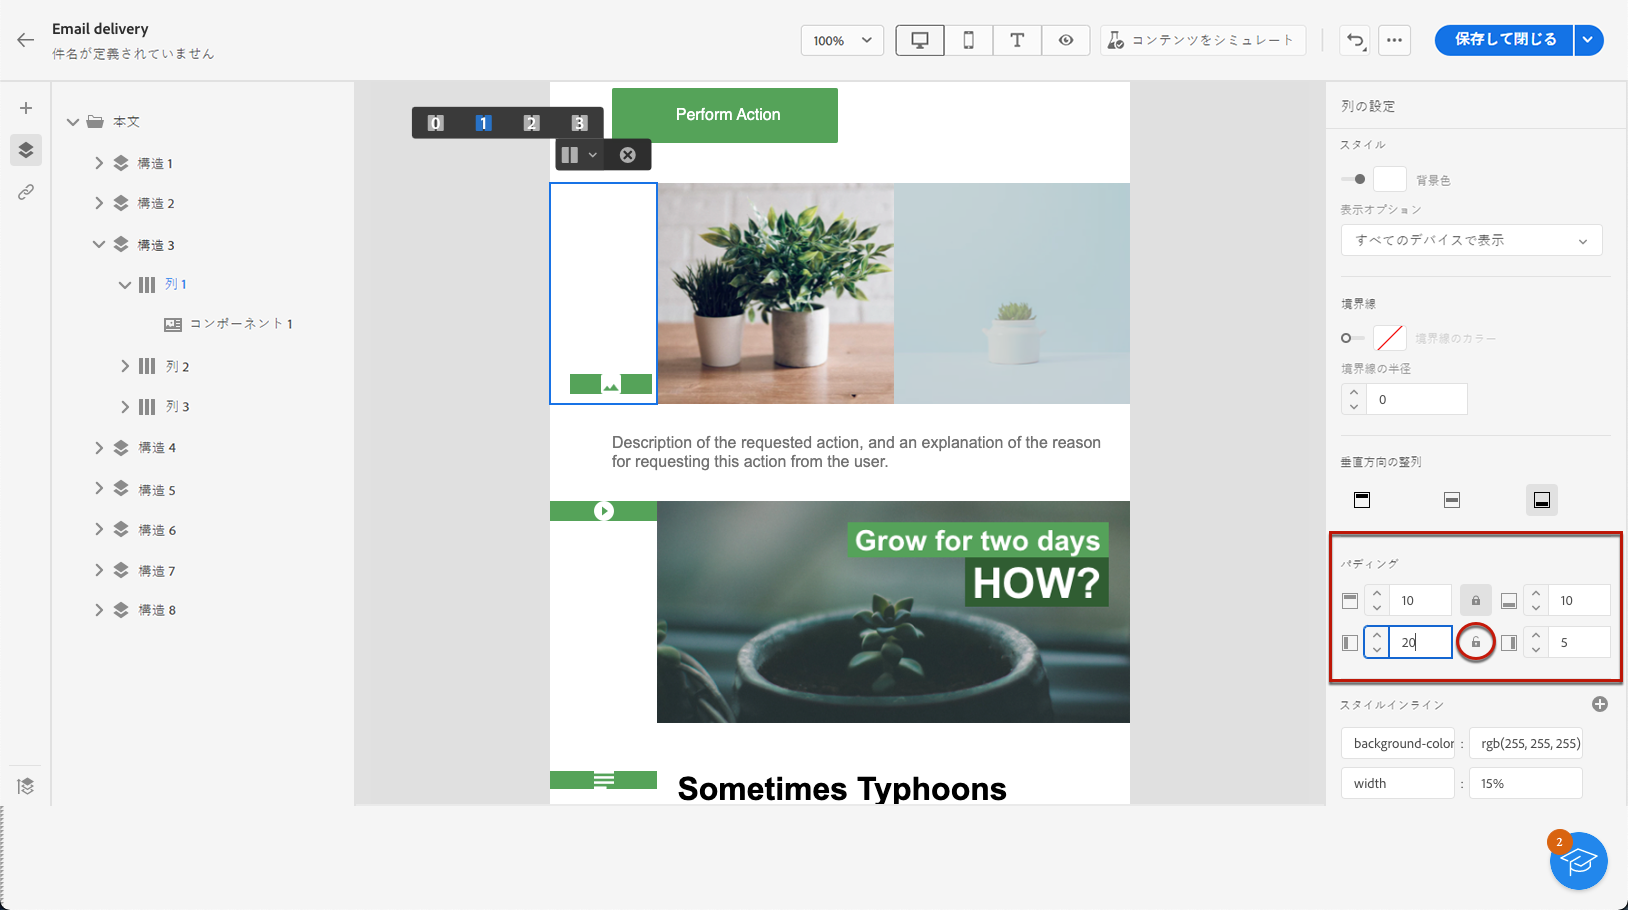 Email delivery
件名が定義されていません
100%
コンテンツをシミュレート
保存して閉じる
本文
構造 1
構造 2
構造 3
列 1
コンポーネント 1
列 2
列 3
構造 4
構造 5
構造 6
構造 7
構造 8
Perform Action
0 1 2 3
Description of the requested action, and an explanation of the reason
for requesting this action from the user.
Grow for two days
HOW?
Sometimes Typhoons
列の設定
スタイル
背景色
表示オプション
すべてのデバイスで表示
境界線
境界線のカラー
境界線の半径
0
垂直方向の整列
パディング
10 10
20 5
スタイルインライン
background-color : rgb(255, 255, 255)
width : 15%
2